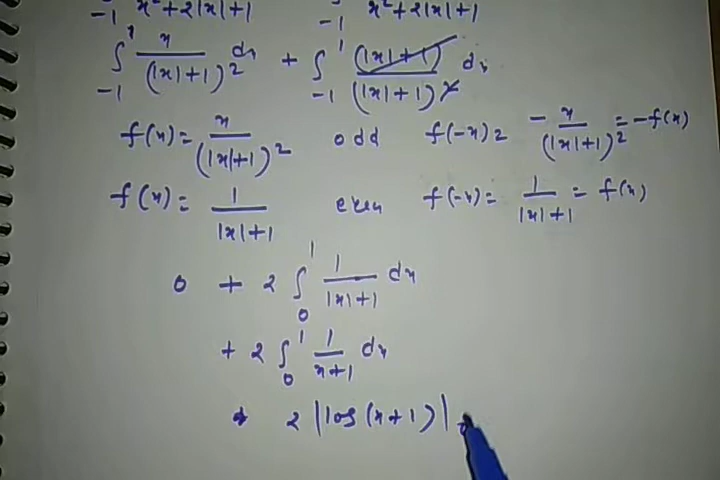 -1 x²+2|x|+1 -1 x²+2|x|+1
∫₋₁¹ x/(|x|+1)² dx + ∫₋₁¹ (|x|+1)/(|x|+1)² dx
f(x) = x/(|x|+1)² odd f(-x) = -x/(|x|+1)² = -f(x)
f(x) = 1/(|x|+1) even f(-x) = 1/(|x|+1) = f(x)
0 + 2 ∫₀¹ 1/(|x|+1) dx
+ 2 ∫₀¹ 1/(x+1) dx
2 |log(x+1)|